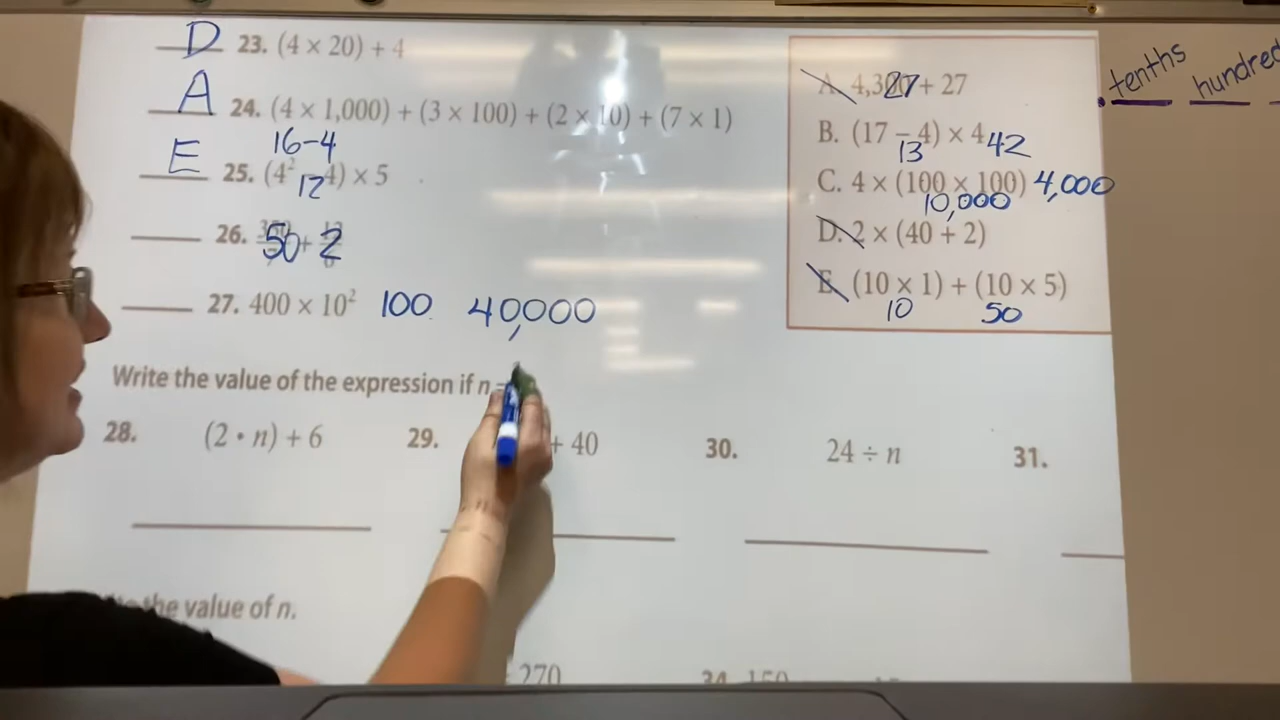 D 23. (4 × 20) + 4
A 24. (4 × 1,000) + (3 × 100) + (2 × 10) + (7 × 1)
16-4
E 25. (4² 4) × 5
12
26. 50 + 2
27. 400 × 10² 100 40,000
A. 4,3 27 + 27
B. (17 – 4) × 4 42
13
C. 4 × (100 × 100) 4,000
10,000
D. 2 × (40 + 2)
E. (10 × 1) + (10 × 5)
10 50
tenths
Write the value of the expression if n
28. (2 • n) + 6
29. + 40
30. 24 ÷ n
31.
the value of n.
270
34. 150